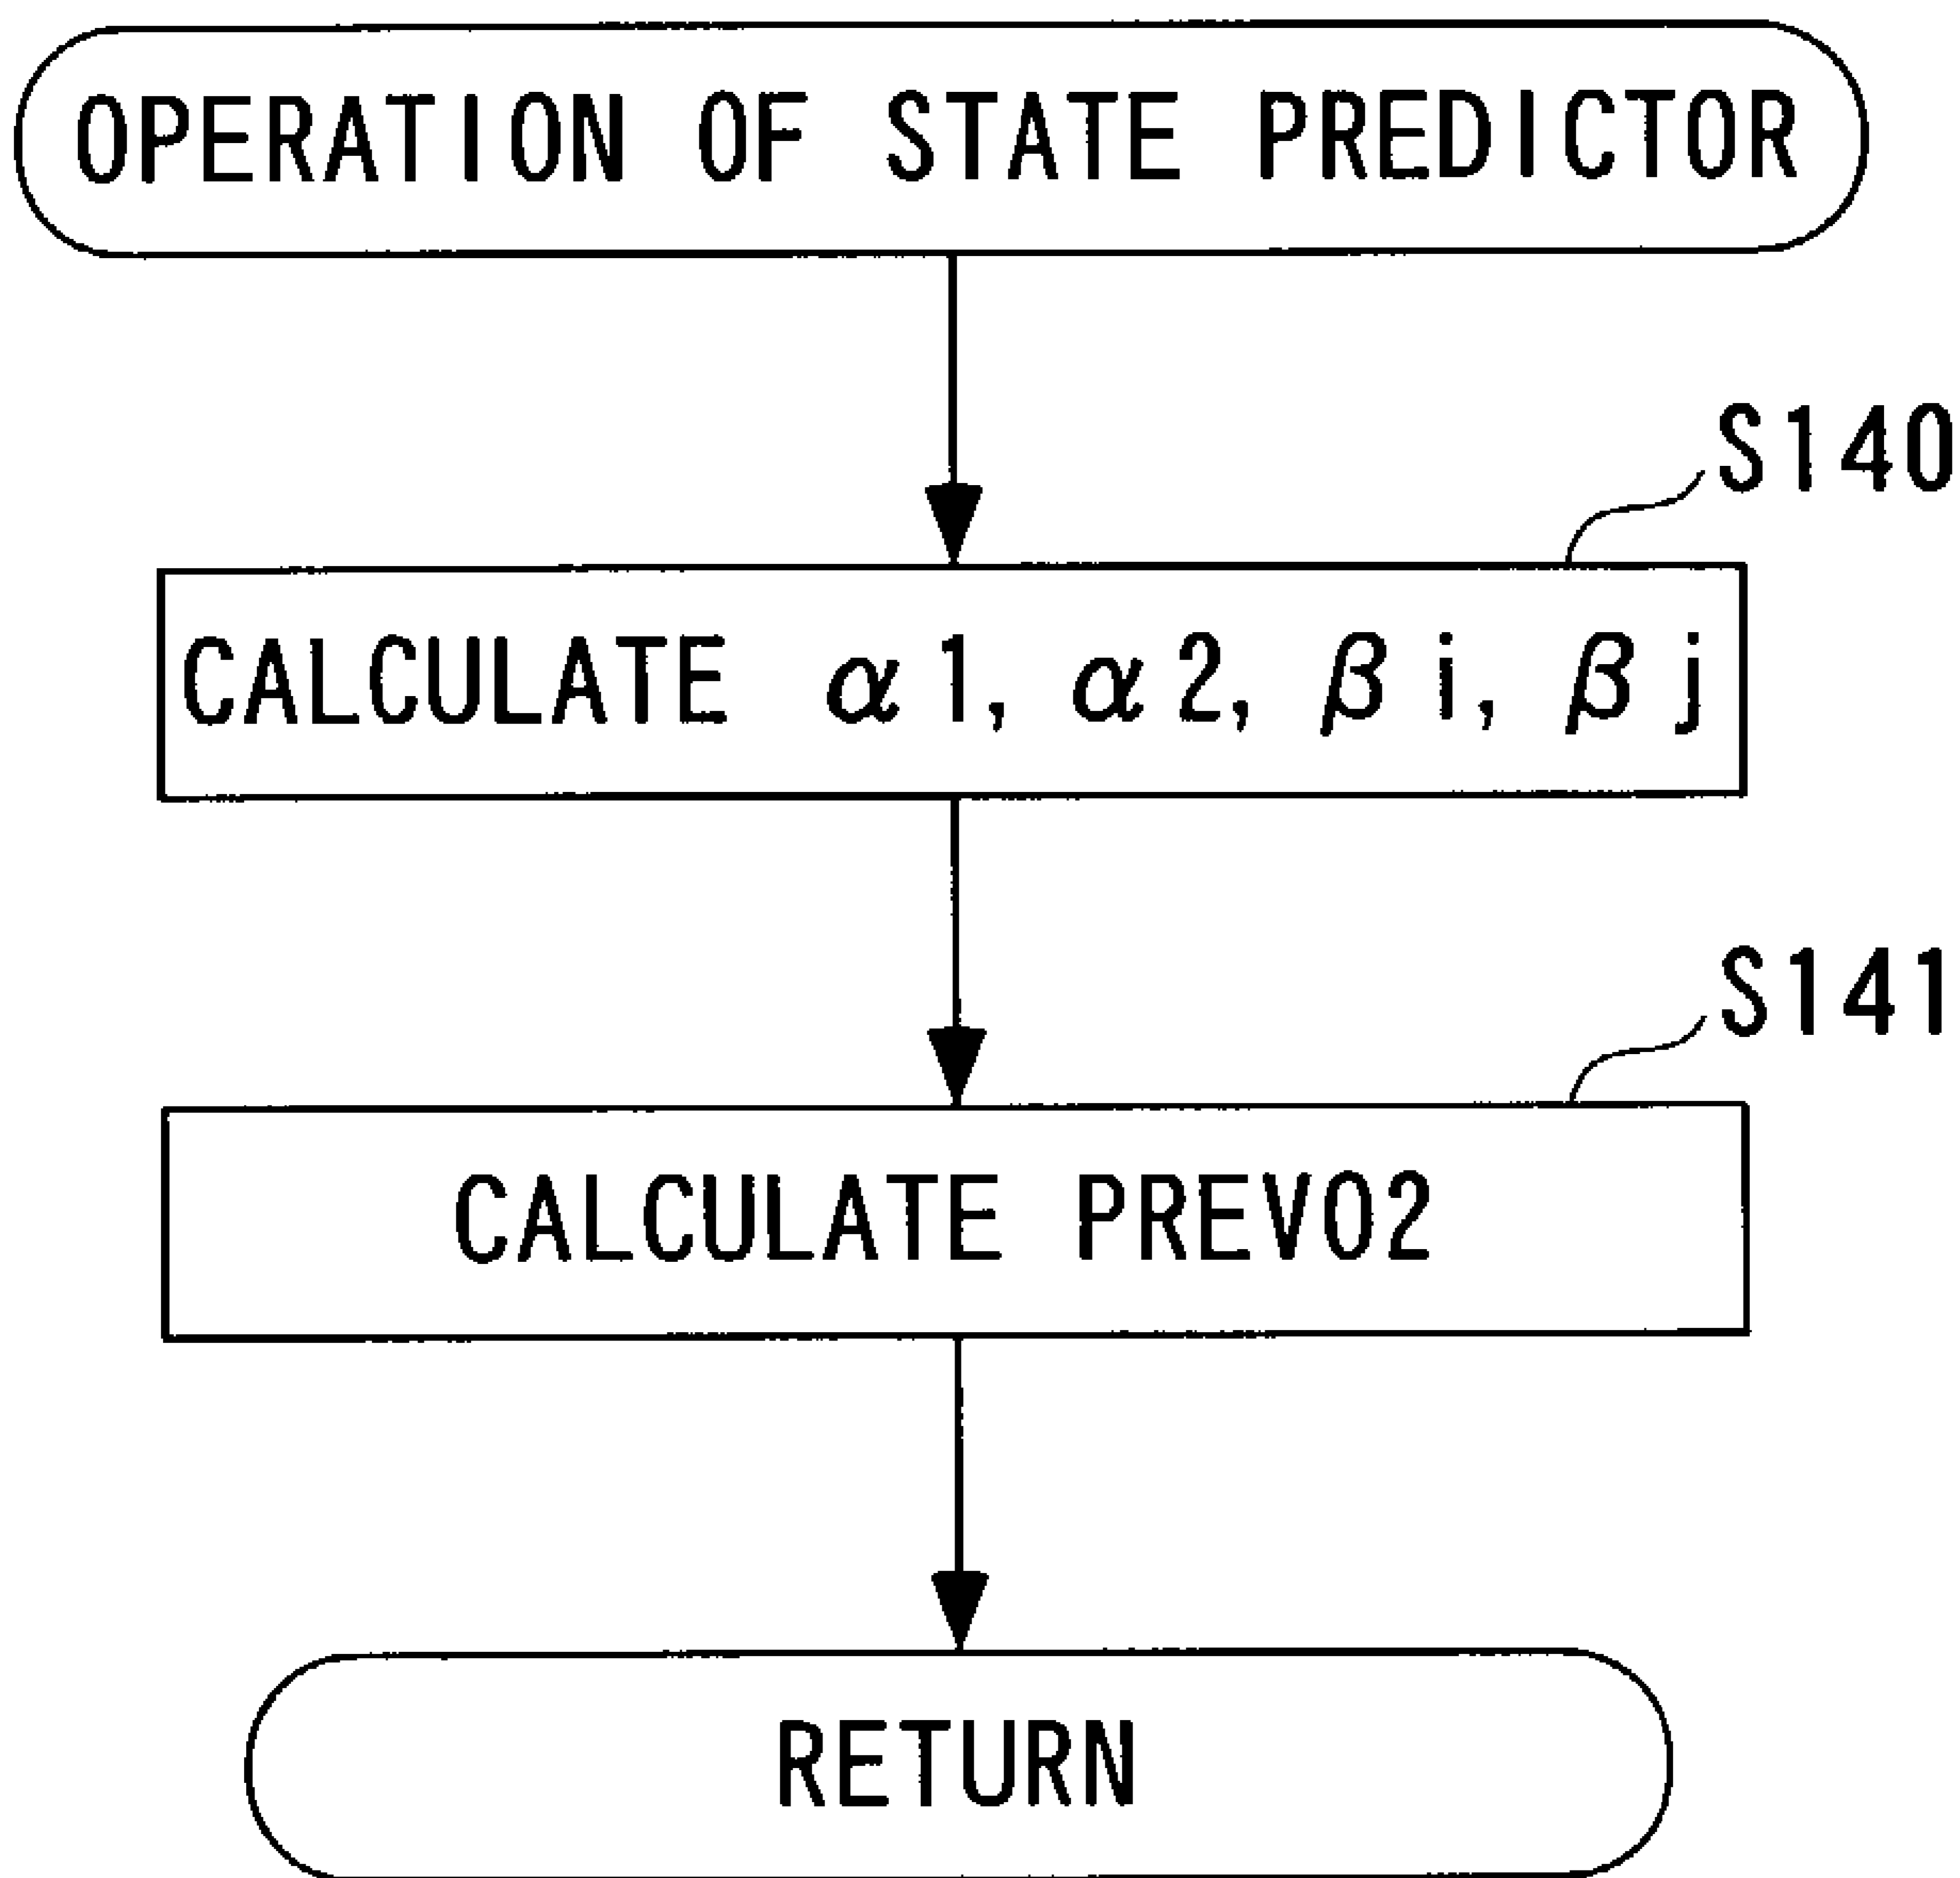 OPERATION OF STATE PREDICTOR
S140
CALCULATE α1, α2, βi, βj
S141
CALCULATE PREVO2
RETURN